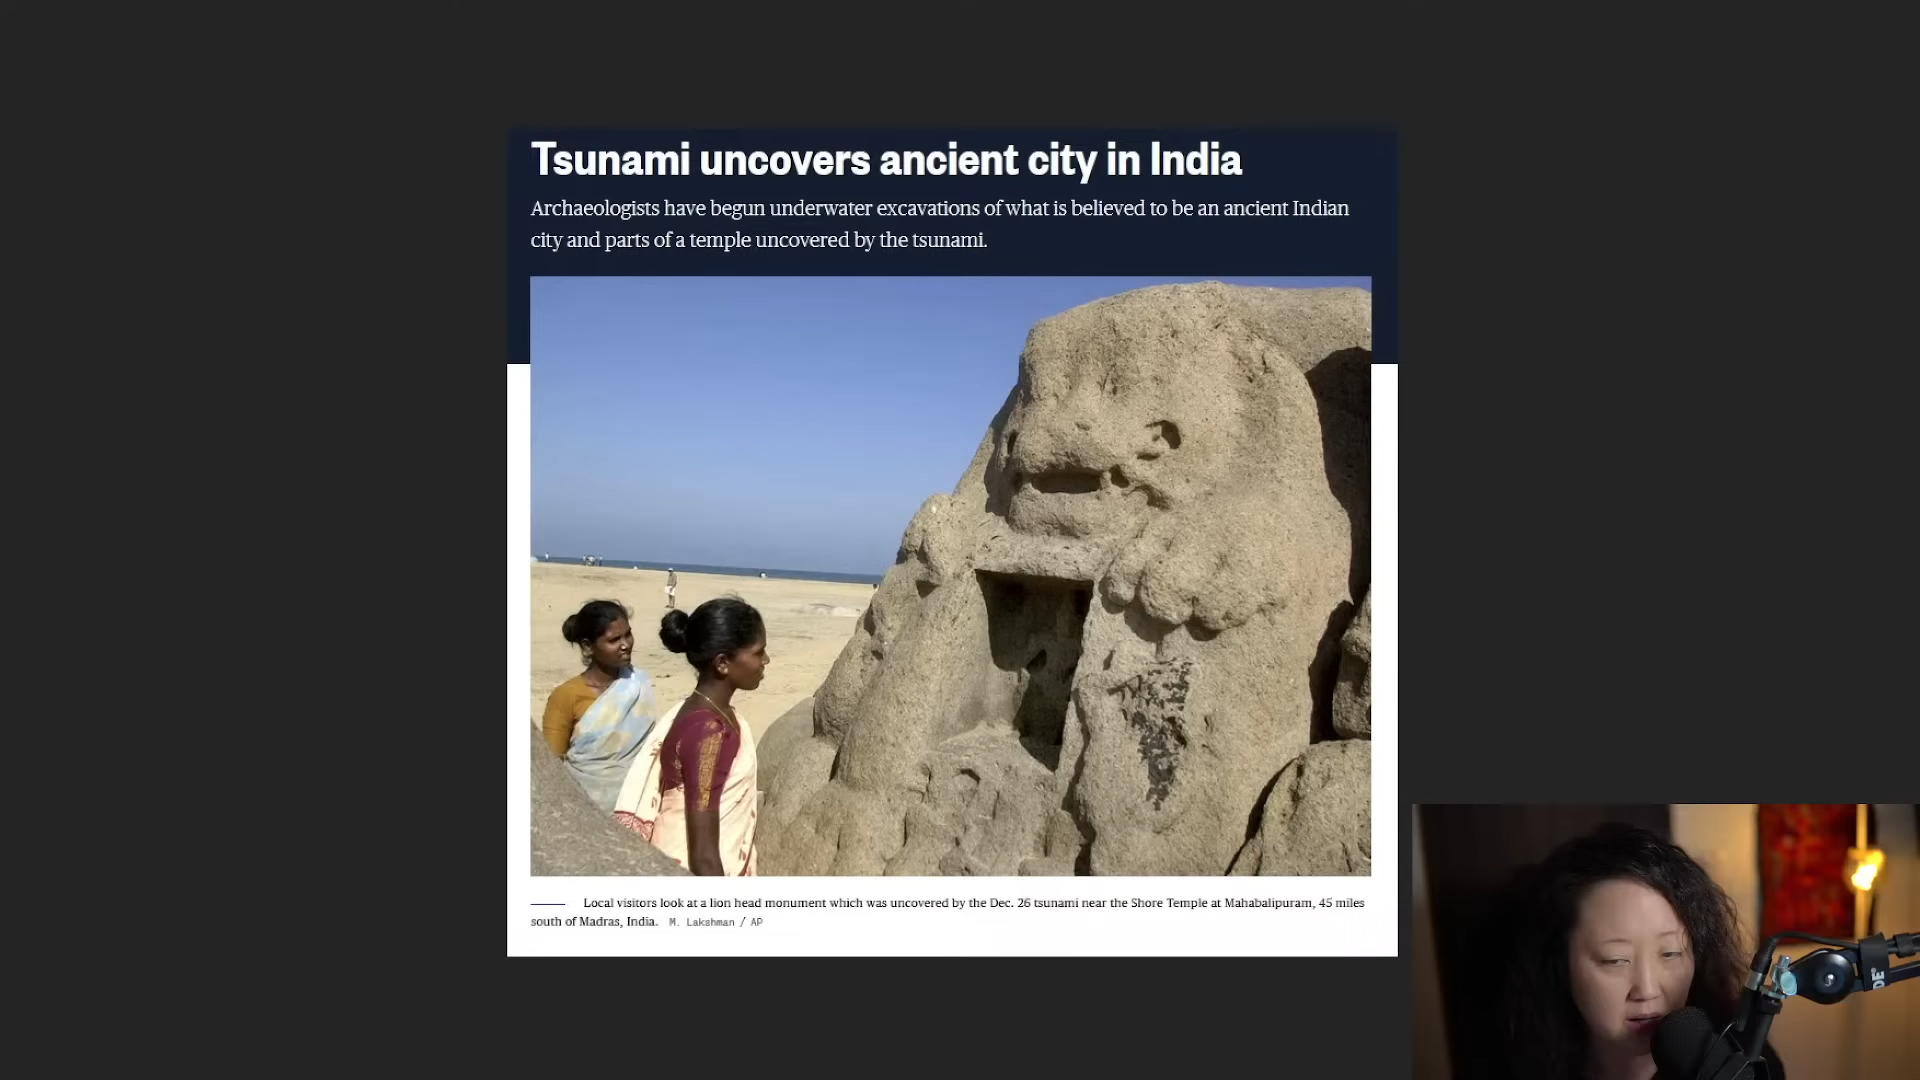 Tsunami uncovers ancient city in India
Archaeologists have begun underwater excavations of what is believed to be an ancient Indian
city and parts of a temple uncovered by the tsunami.
Local visitors look at a lion head monument which was uncovered by the Dec. 26 tsunami near the Shore Temple at Mahabalipuram, 45 miles
south of Madras, India. M. Lakshman / AP